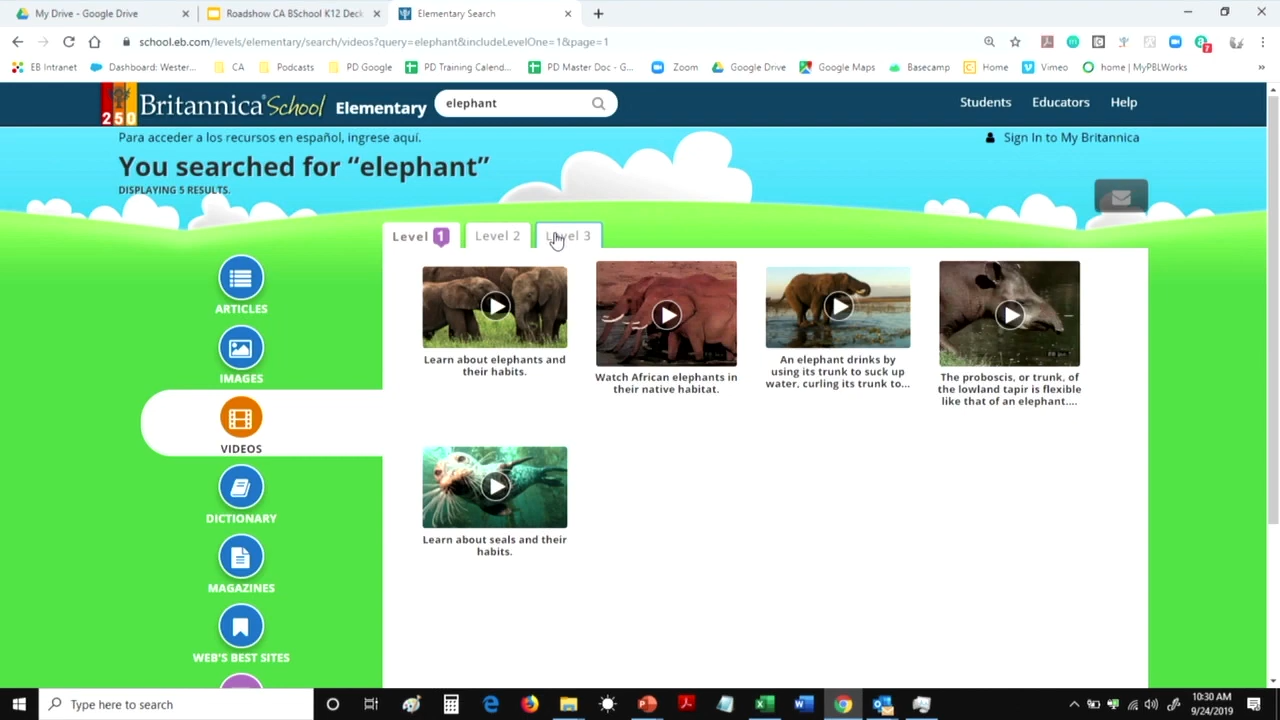 My Drive - Google Drive
Roadshow CA BSchool K12 Deck
Elementary Search
school.eb.com/levels/elementary/search/videos?query=elephant&includeLevelOne=1&page=1
EB Intranet
Dashboard: Wester...
CA
Podcasts
PD Google
PD Training Calend...
PD Master Doc - G...
Zoom
Google Drive
Google Maps
Basecamp
Home
Vimeo
home | MyPBLWorks
250
Britannica School Elementary
elephant
Students
Educators
Help
Para acceder a los recursos en español, ingrese aquí.
Sign In to My Britannica
You searched for “elephant”
DISPLAYING 5 RESULTS.
Level 1
Level 2
Level 3
ARTICLES
IMAGES
VIDEOS
DICTIONARY
MAGAZINES
WEB'S BEST SITES
Learn about elephants and
their habits.
Watch African elephants in
their native habitat.
An elephant drinks by
using its trunk to suck up
water, curling its trunk to...
The proboscis, or trunk, of
the lowland tapir is flexible
like that of an elephant....
Learn about seals and their
habits.
Type here to search
10:30 AM
9/24/2019